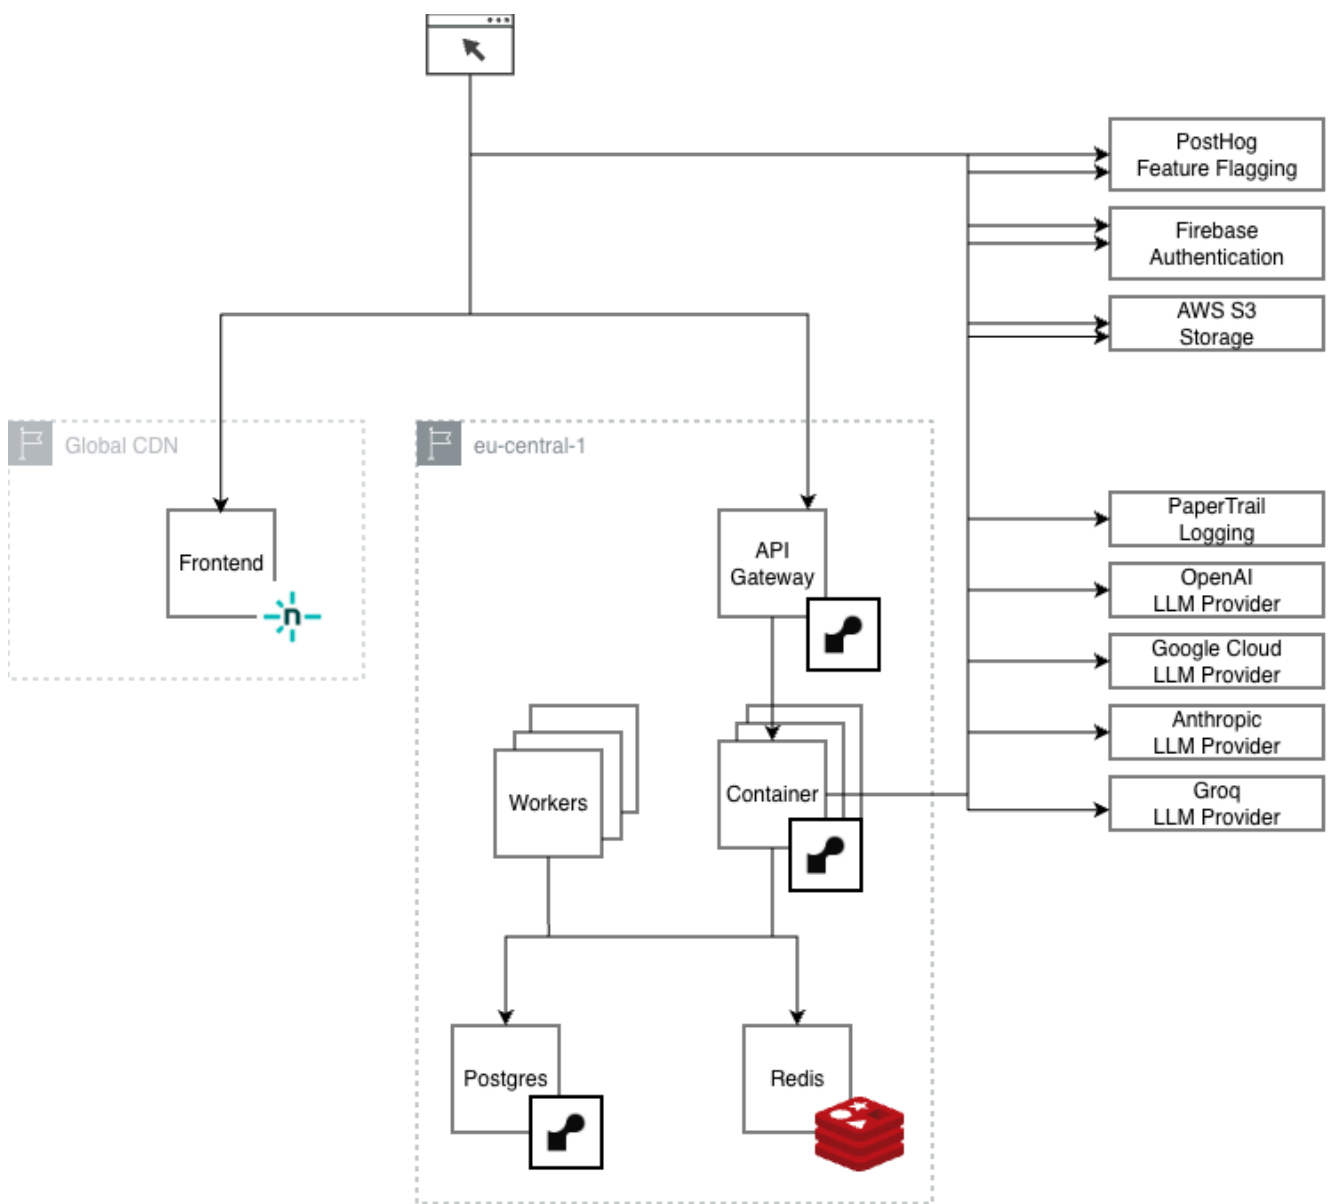 PostHog
Feature Flagging
Firebase
Authentication
AWS S3
Storage
Global CDN
eu-central-1
Frontend
n
API
Gateway
PaperTrail
Logging
OpenAI
LLM Provider
Google Cloud
LLM Provider
Anthropic
LLM Provider
Groq
LLM Provider
Workers
Container
Postgres
Redis